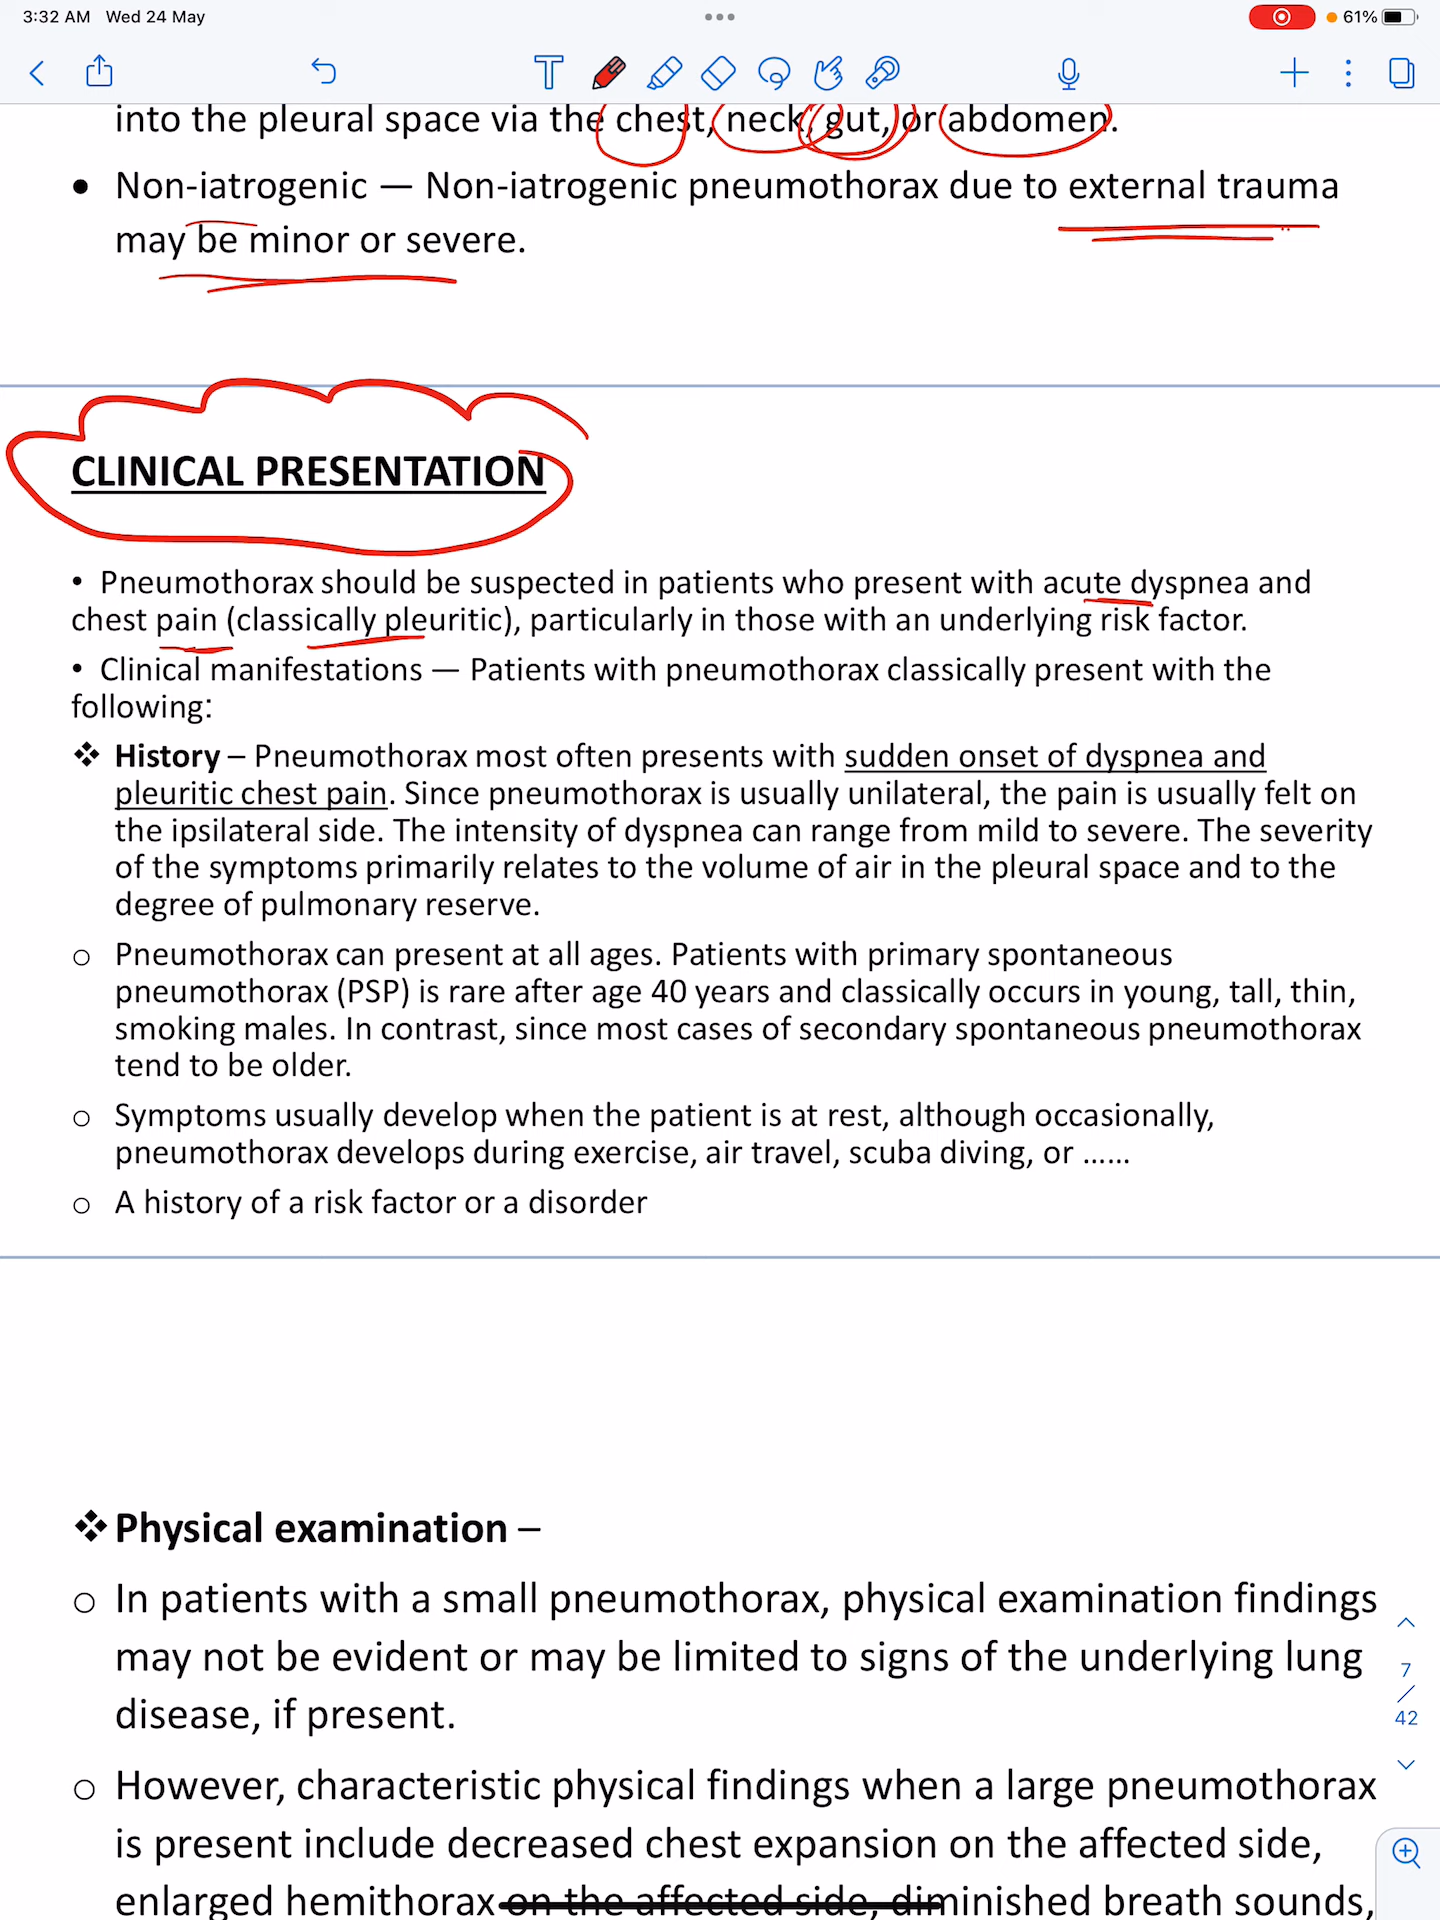 3:32 AM Wed 24 May
61%
into the pleural space via the chest, neck, gut, or abdomen.
● Non-iatrogenic — Non-iatrogenic pneumothorax due to external trauma
may be minor or severe.
CLINICAL PRESENTATION
• Pneumothorax should be suspected in patients who present with acute dyspnea and
chest pain (classically pleuritic), particularly in those with an underlying risk factor.
• Clinical manifestations — Patients with pneumothorax classically present with the
following:
❖ History – Pneumothorax most often presents with sudden onset of dyspnea and
pleuritic chest pain. Since pneumothorax is usually unilateral, the pain is usually felt on
the ipsilateral side. The intensity of dyspnea can range from mild to severe. The severity
of the symptoms primarily relates to the volume of air in the pleural space and to the
degree of pulmonary reserve.
o Pneumothorax can present at all ages. Patients with primary spontaneous
pneumothorax (PSP) is rare after age 40 years and classically occurs in young, tall, thin,
smoking males. In contrast, since most cases of secondary spontaneous pneumothorax
tend to be older.
o Symptoms usually develop when the patient is at rest, although occasionally,
pneumothorax develops during exercise, air travel, scuba diving, or ......
o A history of a risk factor or a disorder
❖ Physical examination –
o In patients with a small pneumothorax, physical examination findings
may not be evident or may be limited to signs of the underlying lung
disease, if present.
7
/
42
o However, characteristic physical findings when a large pneumothorax
is present include decreased chest expansion on the affected side,
enlarged hemithorax on the affected side, diminished breath sounds,